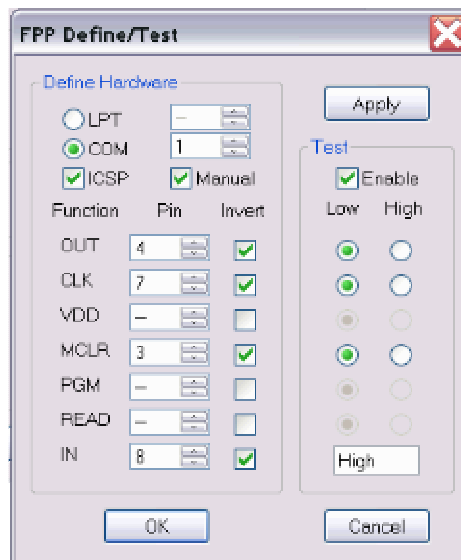 FPP Define/Test
Define Hardware
LPT –
COM 1
ICSP Manual
Function Pin Invert
OUT 4
CLK 7
VDD –
MCLR 3
PGM –
READ –
IN 8
OK
Apply
Test
Enable
Low High
High
Cancel